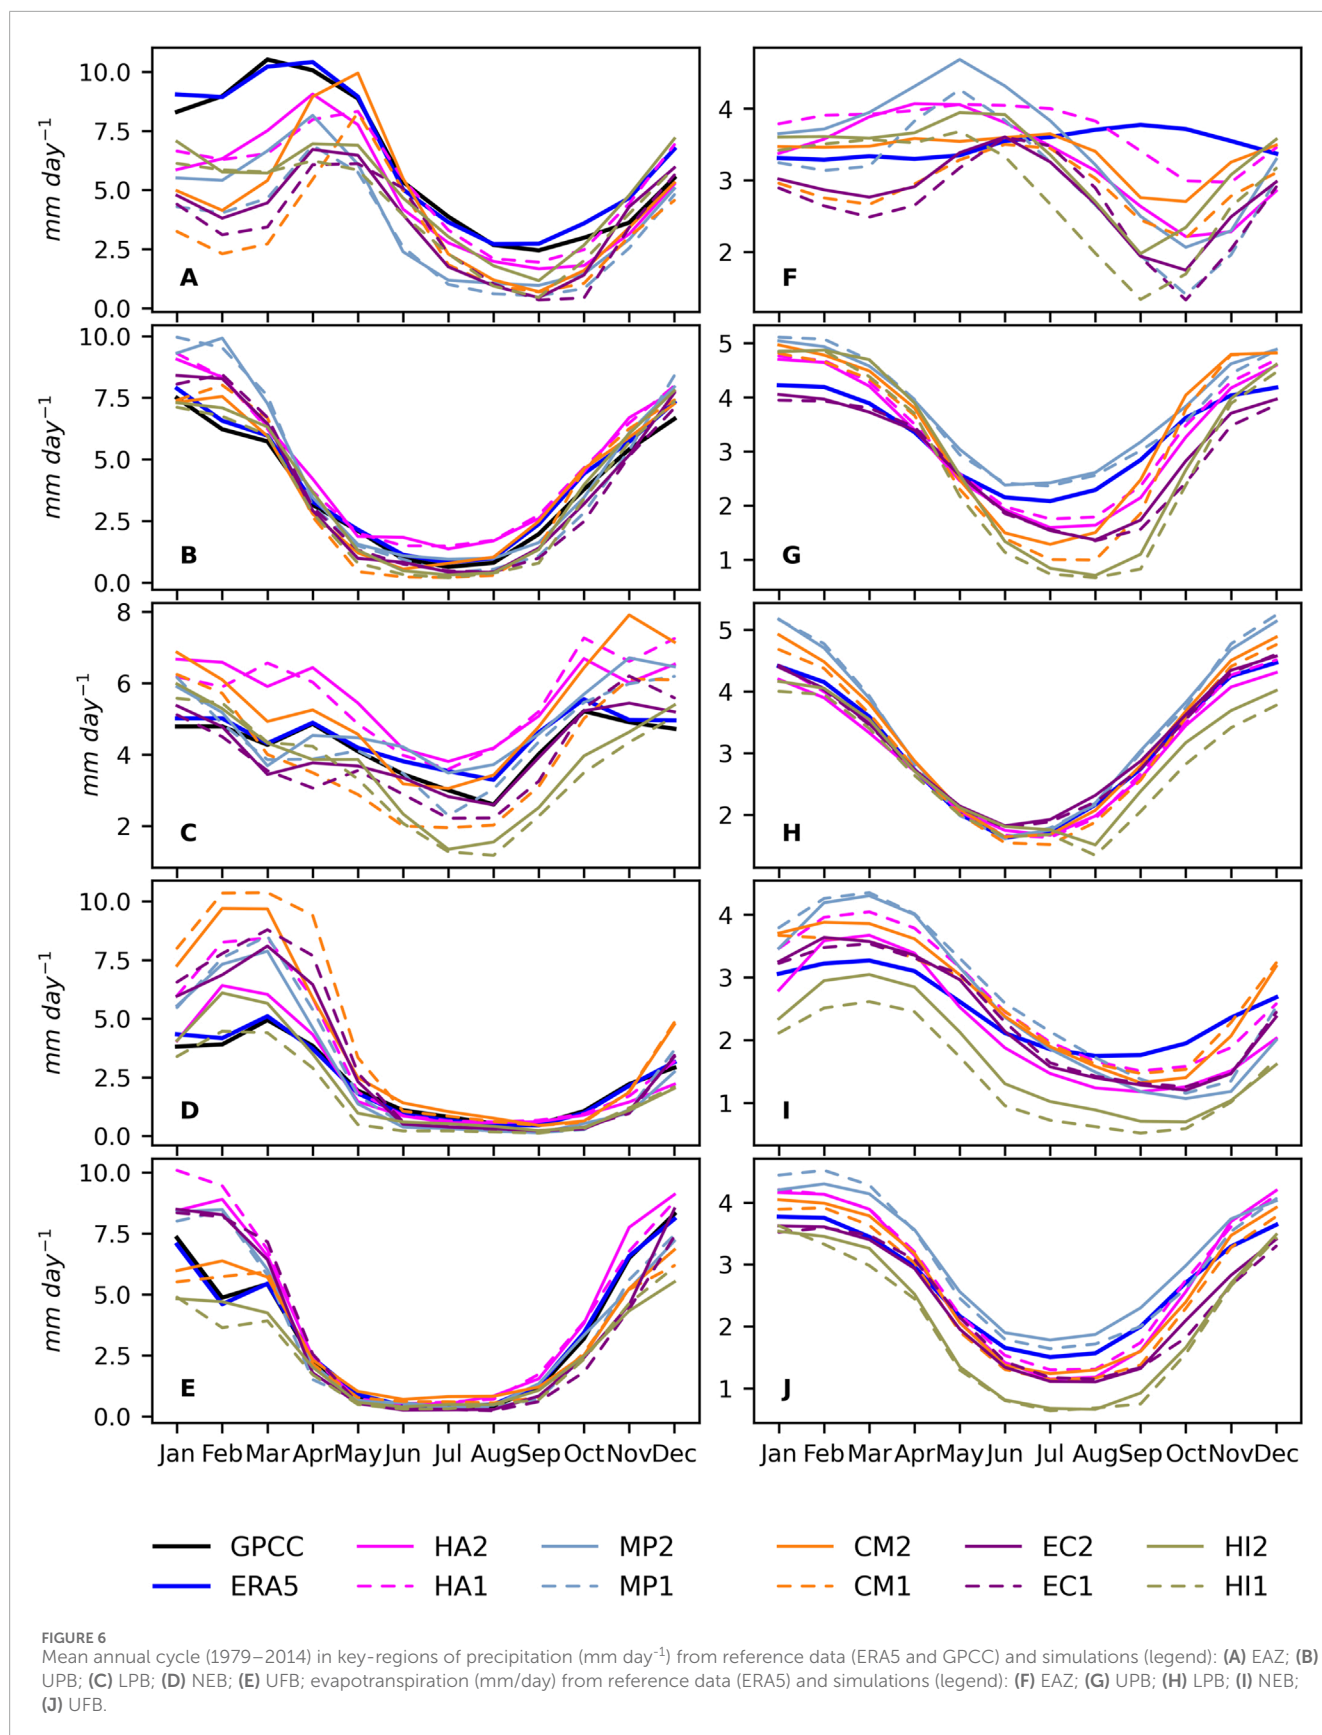 mm day⁻¹
10.0
7.5
5.0
2.5
0.0
A
4
3
2
F
mm day⁻¹
10.0
7.5
5.0
2.5
0.0
B
5
4
3
2
1
G
mm day⁻¹
8
6
4
2
C
5
4
3
2
H
mm day⁻¹
10.0
7.5
5.0
2.5
0.0
D
4
3
2
1
I
mm day⁻¹
10.0
7.5
5.0
2.5
0.0
E
4
3
2
1
J
Jan Feb Mar Apr May Jun Jul Aug Sep Oct Nov Dec
Jan Feb Mar Apr May Jun Jul Aug Sep Oct Nov Dec
GPCC HA2 MP2 CM2 EC2 HI2
ERA5 HA1 MP1 CM1 EC1 HI1
FIGURE 6
Mean annual cycle (1979–2014) in key-regions of precipitation (mm day⁻¹) from reference data (ERA5 and GPCC) and simulations (legend): (A) EAZ; (B)
UPB; (C) LPB; (D) NEB; (E) UFB; evapotranspiration (mm/day) from reference data (ERA5) and simulations (legend): (F) EAZ; (G) UPB; (H) LPB; (I) NEB;
(J) UFB.